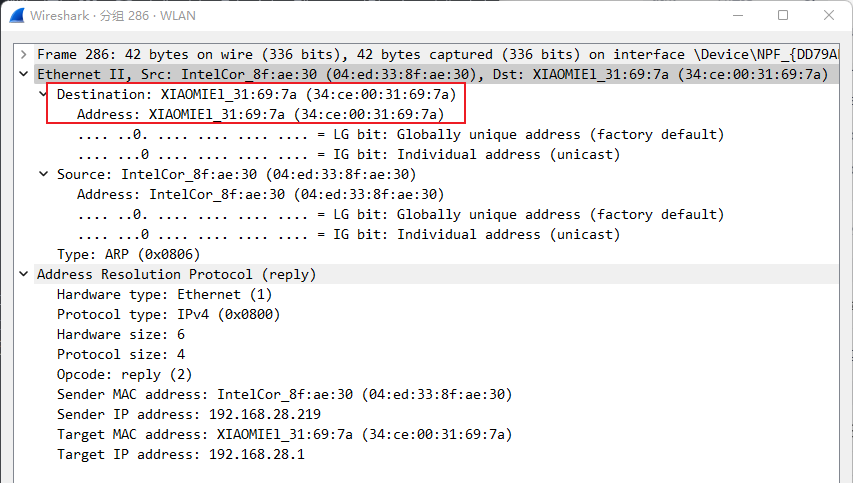 Wireshark · 分组 286 · WLAN
Frame 286: 42 bytes on wire (336 bits), 42 bytes captured (336 bits) on interface \Device\NPF_{DD79A
Ethernet II, Src: IntelCor_8f:ae:30 (04:ed:33:8f:ae:30), Dst: XIAOMIEl_31:69:7a (34:ce:00:31:69:7a)
Destination: XIAOMIEl_31:69:7a (34:ce:00:31:69:7a)
Address: XIAOMIEl_31:69:7a (34:ce:00:31:69:7a)
.... ..0. .... .... .... .... = LG bit: Globally unique address (factory default)
.... ...0 .... .... .... .... = IG bit: Individual address (unicast)
Source: IntelCor_8f:ae:30 (04:ed:33:8f:ae:30)
Address: IntelCor_8f:ae:30 (04:ed:33:8f:ae:30)
.... ..0. .... .... .... .... = LG bit: Globally unique address (factory default)
.... ...0 .... .... .... .... = IG bit: Individual address (unicast)
Type: ARP (0x0806)
Address Resolution Protocol (reply)
Hardware type: Ethernet (1)
Protocol type: IPv4 (0x0800)
Hardware size: 6
Protocol size: 4
Opcode: reply (2)
Sender MAC address: IntelCor_8f:ae:30 (04:ed:33:8f:ae:30)
Sender IP address: 192.168.28.219
Target MAC address: XIAOMIEl_31:69:7a (34:ce:00:31:69:7a)
Target IP address: 192.168.28.1